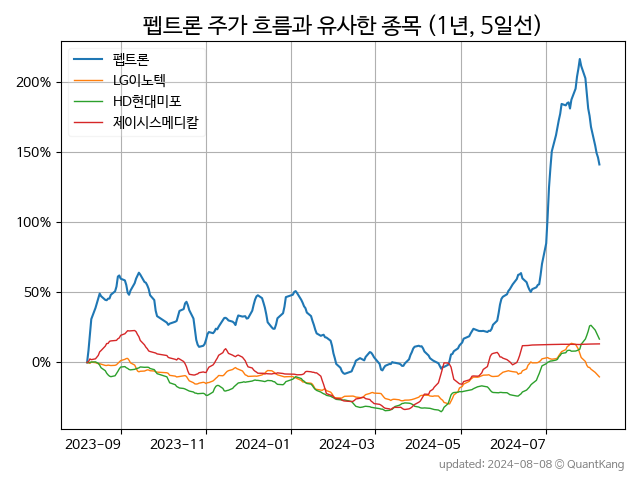 펩트론 주가 흐름과 유사한 종목 (1년, 5일선)
펩트론
LG이노텍
HD현대미포
제이시스메디칼
200%
150%
100%
50%
0%
2023-09 2023-11 2024-01 2024-03 2024-05 2024-07
updated: 2024-08-08 © QuantKang